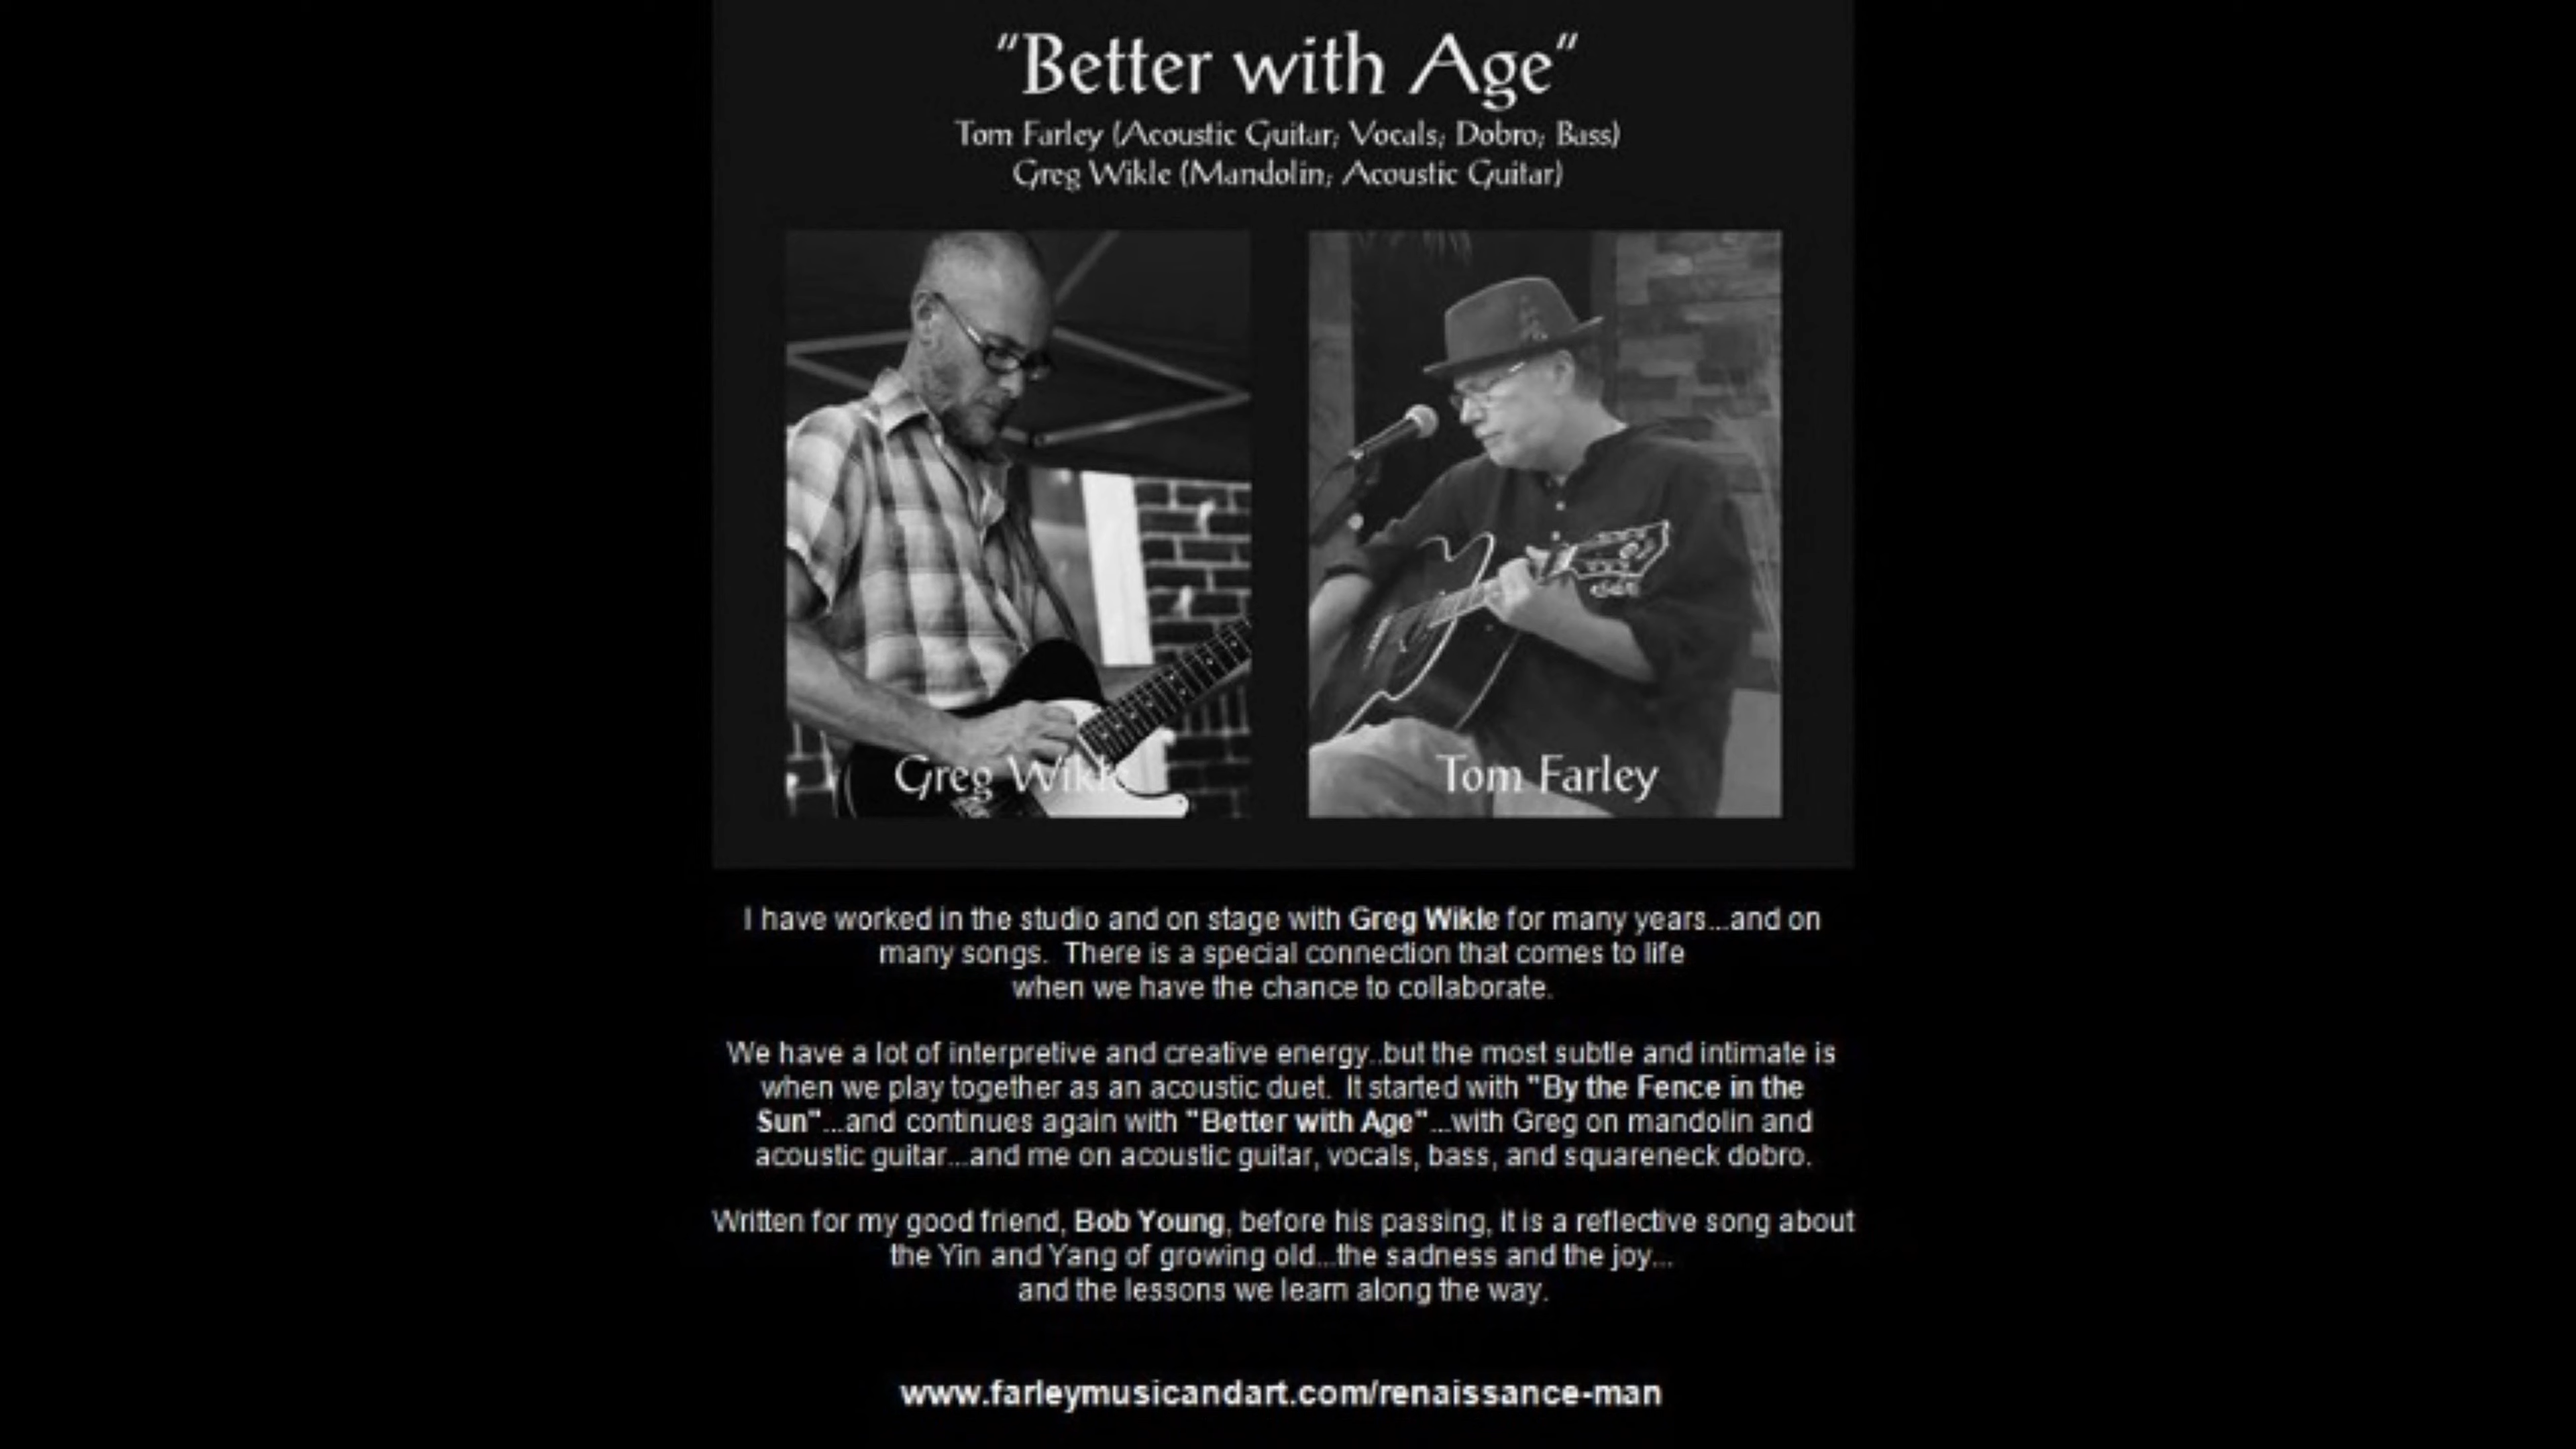 "Better with Age"
Tom Farley (Acoustic Guitar; Vocals; Dobro; Bass)
Greg Wikle (Mandolin; Acoustic Guitar)
Greg Wikle
Tom Farley
I have worked in the studio and on stage with Greg Wikle for many years...and on
many songs.  There is a special connection that comes to life
when we have the chance to collaborate.
We have a lot of interpretive and creative energy..but the most subtle and intimate is
when we play together as an acoustic duet.  It started with "By the Fence in the
Sun"...and continues again with "Better with Age"...with Greg on mandolin and
acoustic guitar...and me on acoustic guitar, vocals, bass, and squareneck dobro.
Written for my good friend, Bob Young, before his passing, it is a reflective song about
the Yin and Yang of growing old...the sadness and the joy...
and the lessons we learn along the way.
www.farleymusicandart.com/renaissance-man